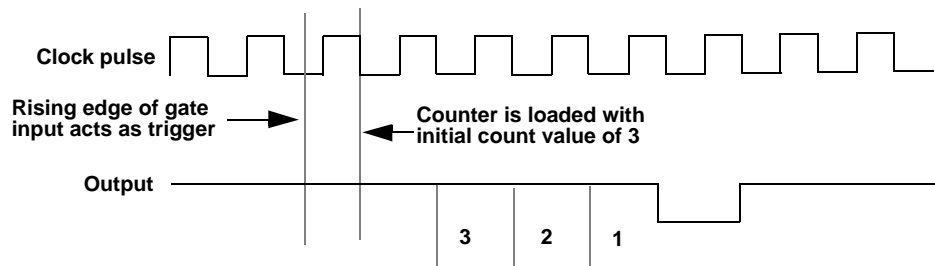 Clock pulse
Rising edge of gate
input acts as trigger
Counter is loaded with
initial count value of 3
Output
3 2 1